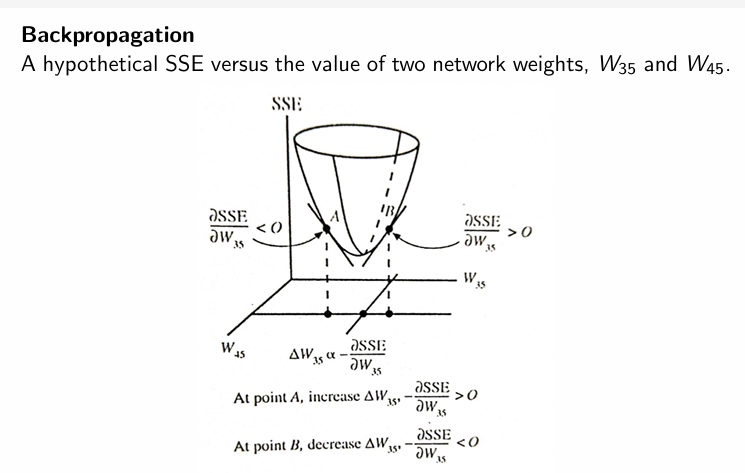 Backpropagation
A hypothetical SSE versus the value of two network weights, W₃₅ and W₄₅.
SSE
A
B
∂SSE/∂W₃₅ < 0
∂SSE/∂W₃₅ > 0
W₃₅
W₄₅
ΔW₃₅ α −∂SSE/∂W₃₅
At point A, increase ΔW₃₅, −∂SSE/∂W₃₅ > 0
At point B, decrease ΔW₃₅, −∂SSE/∂W₃₅ < 0